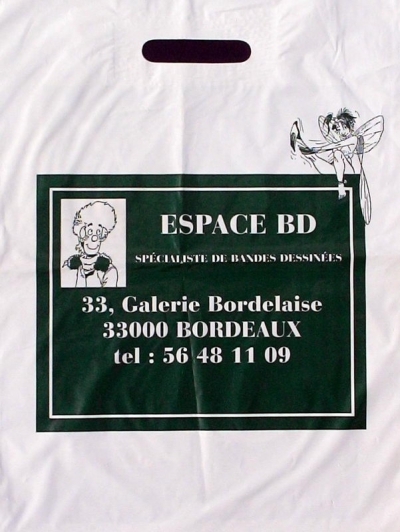 ESPACE BD
SPÉCIALISTE DE BANDES DESSINÉES
33, Galerie Bordelaise
33000 BORDEAUX
tel : 56 48 11 09